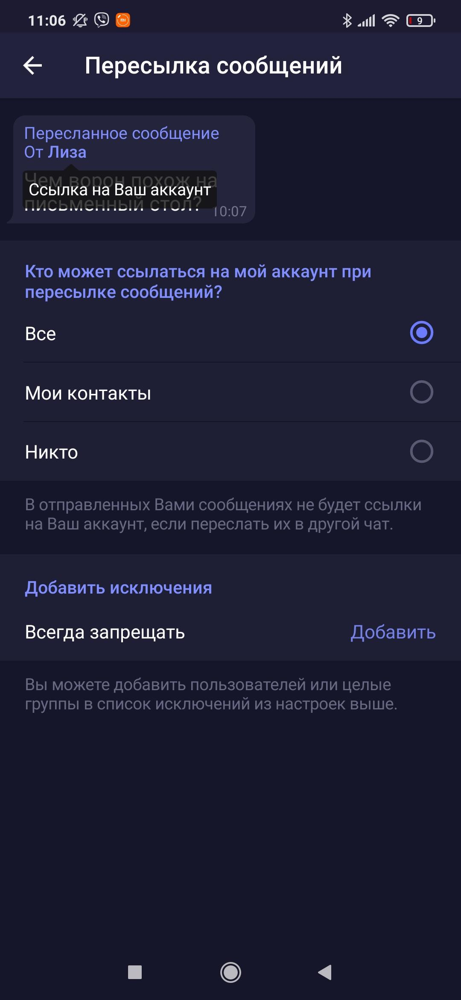 11:06
9
Пересылка сообщений
Пересланное сообщение
От Лиза
Чем ворон похож на
Ссылка на Ваш аккаунт
письменный стол?
10:07
Кто может ссылаться на мой аккаунт при
пересылке сообщений?
Все
Мои контакты
Никто
В отправленных Вами сообщениях не будет ссылки
на Ваш аккаунт, если переслать их в другой чат.
Добавить исключения
Всегда запрещать Добавить
Вы можете добавить пользователей или целые
группы в список исключений из настроек выше.